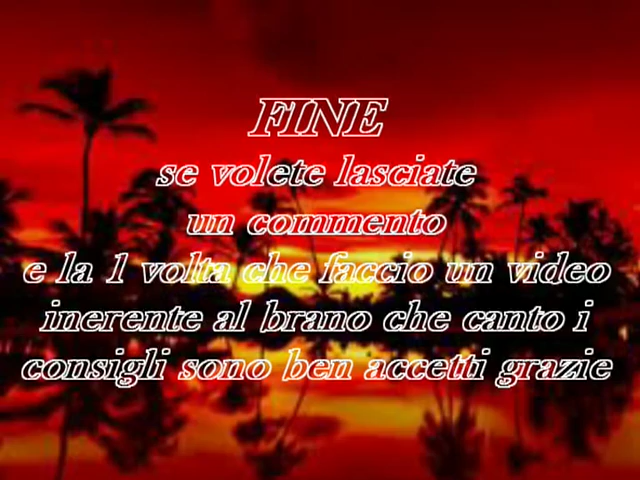 FINE
se volete lasciate
un commento
e la 1 volta che faccio un video
inerente al brano che canto i
consigli sono ben accetti grazie